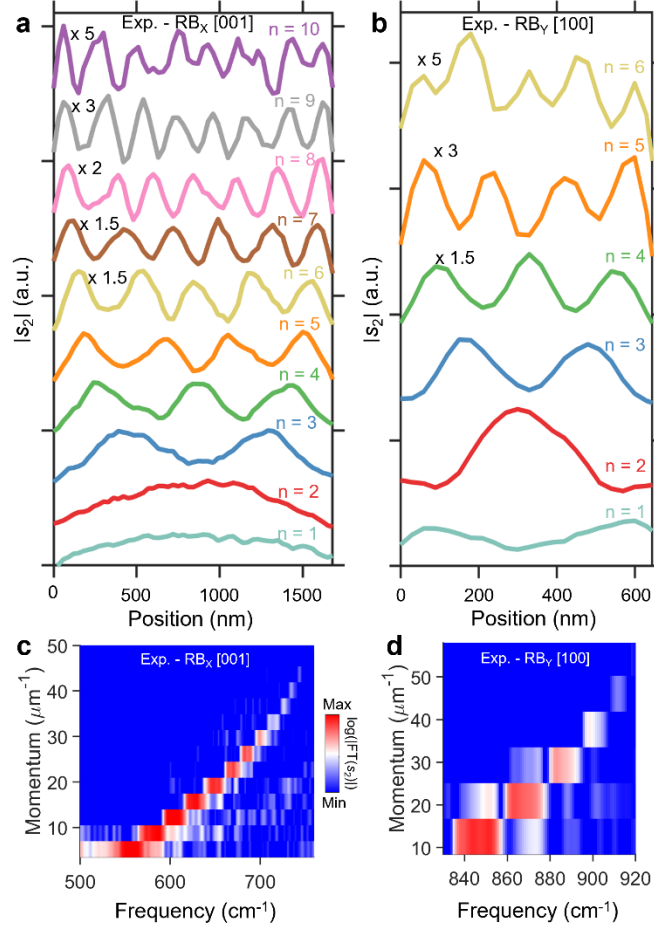 a
Exp. - RBX [001]
x 5
n = 10
x 3
n = 9
x 2
n = 8
x 1.5
n = 7
x 1.5
n = 6
n = 5
n = 4
n = 3
n = 2
n = 1
|s2| (a.u.)
0
500
1000
1500
Position (nm)
b
Exp. - RBY [100]
x 5
n = 6
x 3
n = 5
x 1.5
n = 4
n = 3
n = 2
n = 1
|s2| (a.u.)
0
200
400
600
Position (nm)
c
Exp. - RBX [001]
50
40
30
20
10
Momentum (μm-1)
500
600
700
Frequency (cm-1)
Max
log(|FT(s2)|)
Min
d
Exp. - RBY [100]
50
40
30
20
10
Momentum (μm-1)
840
860
880
900
920
Frequency (cm-1)